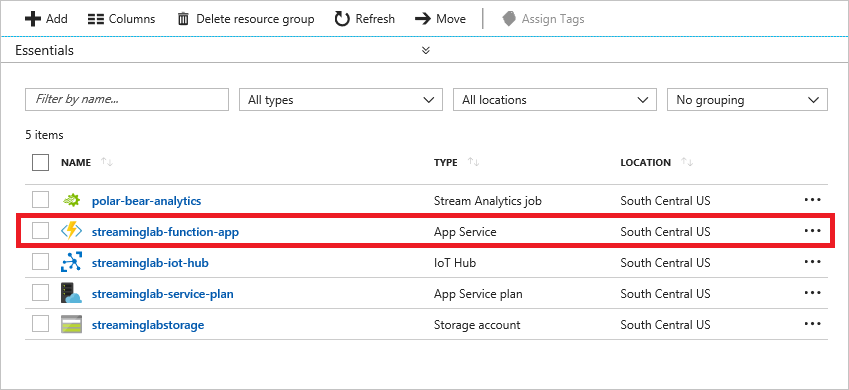 Add Columns Delete resource group Refresh Move Assign Tags
Essentials
Filter by name... All types All locations No grouping
5 items
NAME TYPE LOCATION
polar-bear-analytics Stream Analytics job South Central US
streaminglab-function-app App Service South Central US
streaminglab-iot-hub IoT Hub South Central US
streaminglab-service-plan App Service plan South Central US
streaminglabstorage Storage account South Central US